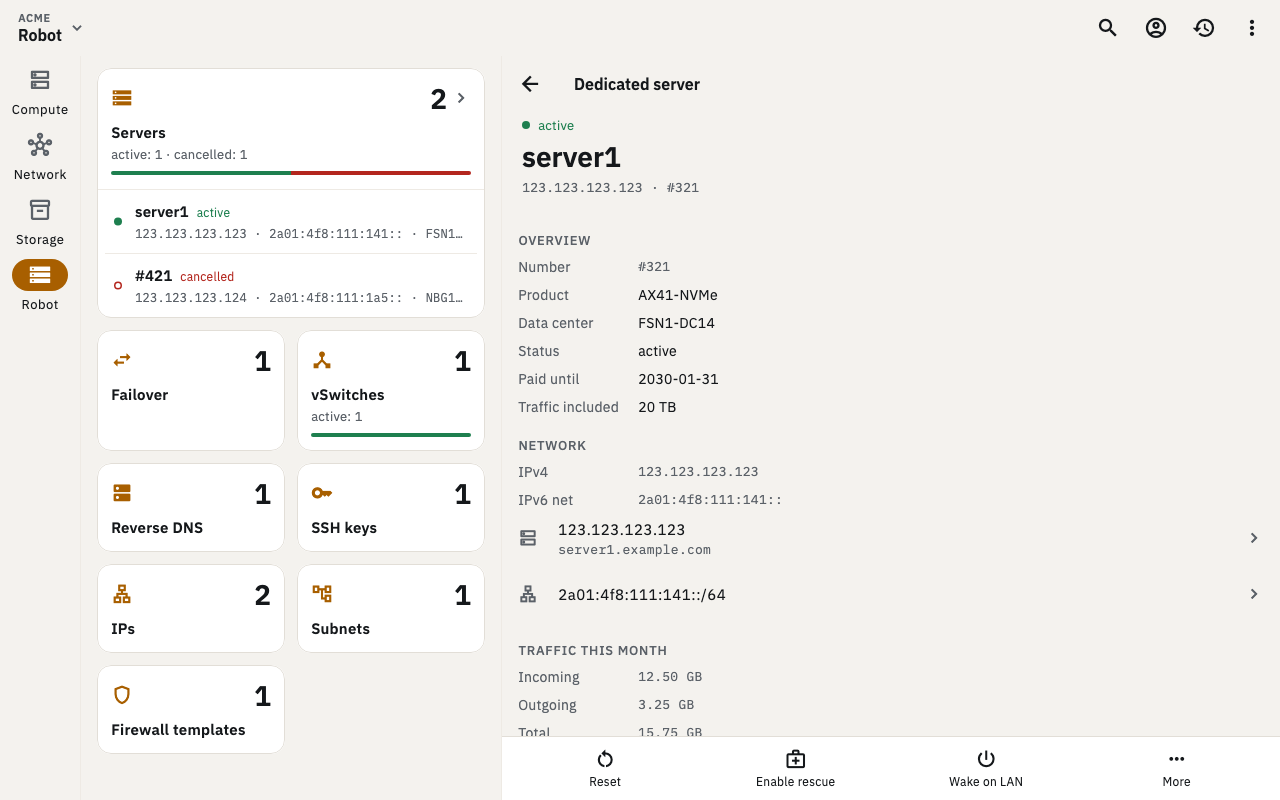 ACME
Robot
Compute
Network
Storage
Robot
2
Servers
active: 1 · cancelled: 1
server1 active
123.123.123.123 · 2a01:4f8:111:141:: · FSN1…
#421 cancelled
123.123.123.124 · 2a01:4f8:111:1a5:: · NBG1…
1
Failover
1
vSwitches
active: 1
1
Reverse DNS
1
SSH keys
2
IPs
1
Subnets
1
Firewall templates
Dedicated server
active
server1
123.123.123.123 · #321
OVERVIEW
Number #321
Product AX41-NVMe
Data center FSN1-DC14
Status active
Paid until 2030-01-31
Traffic included 20 TB
NETWORK
IPv4 123.123.123.123
IPv6 net 2a01:4f8:111:141::
123.123.123.123
server1.example.com
2a01:4f8:111:141::/64
TRAFFIC THIS MONTH
Incoming 12.50 GB
Outgoing 3.25 GB
Total 15.75 GB
Reset
Enable rescue
Wake on LAN
More